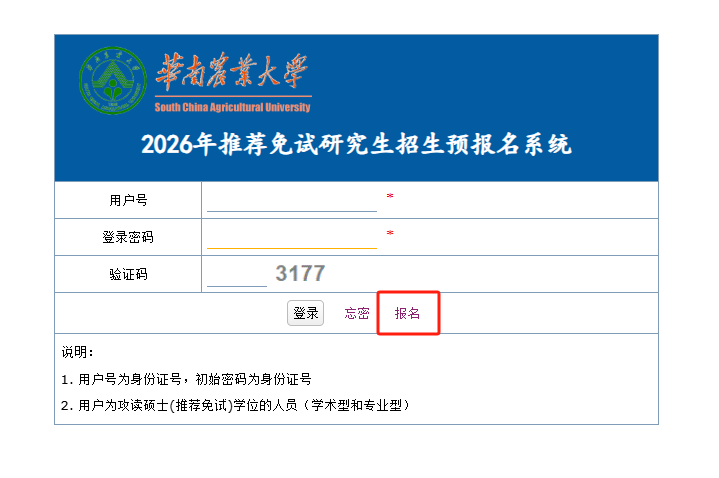 華南農業大學
South China Agricultural University
2026年推荐免试研究生招生预报名系统
用户号 *
登录密码 *
验证码 3177
登录 忘密 报名
说明：
1. 用户号为身份证号，初始密码为身份证号
2. 用户为攻读硕士(推荐免试)学位的人员（学术型和专业型）